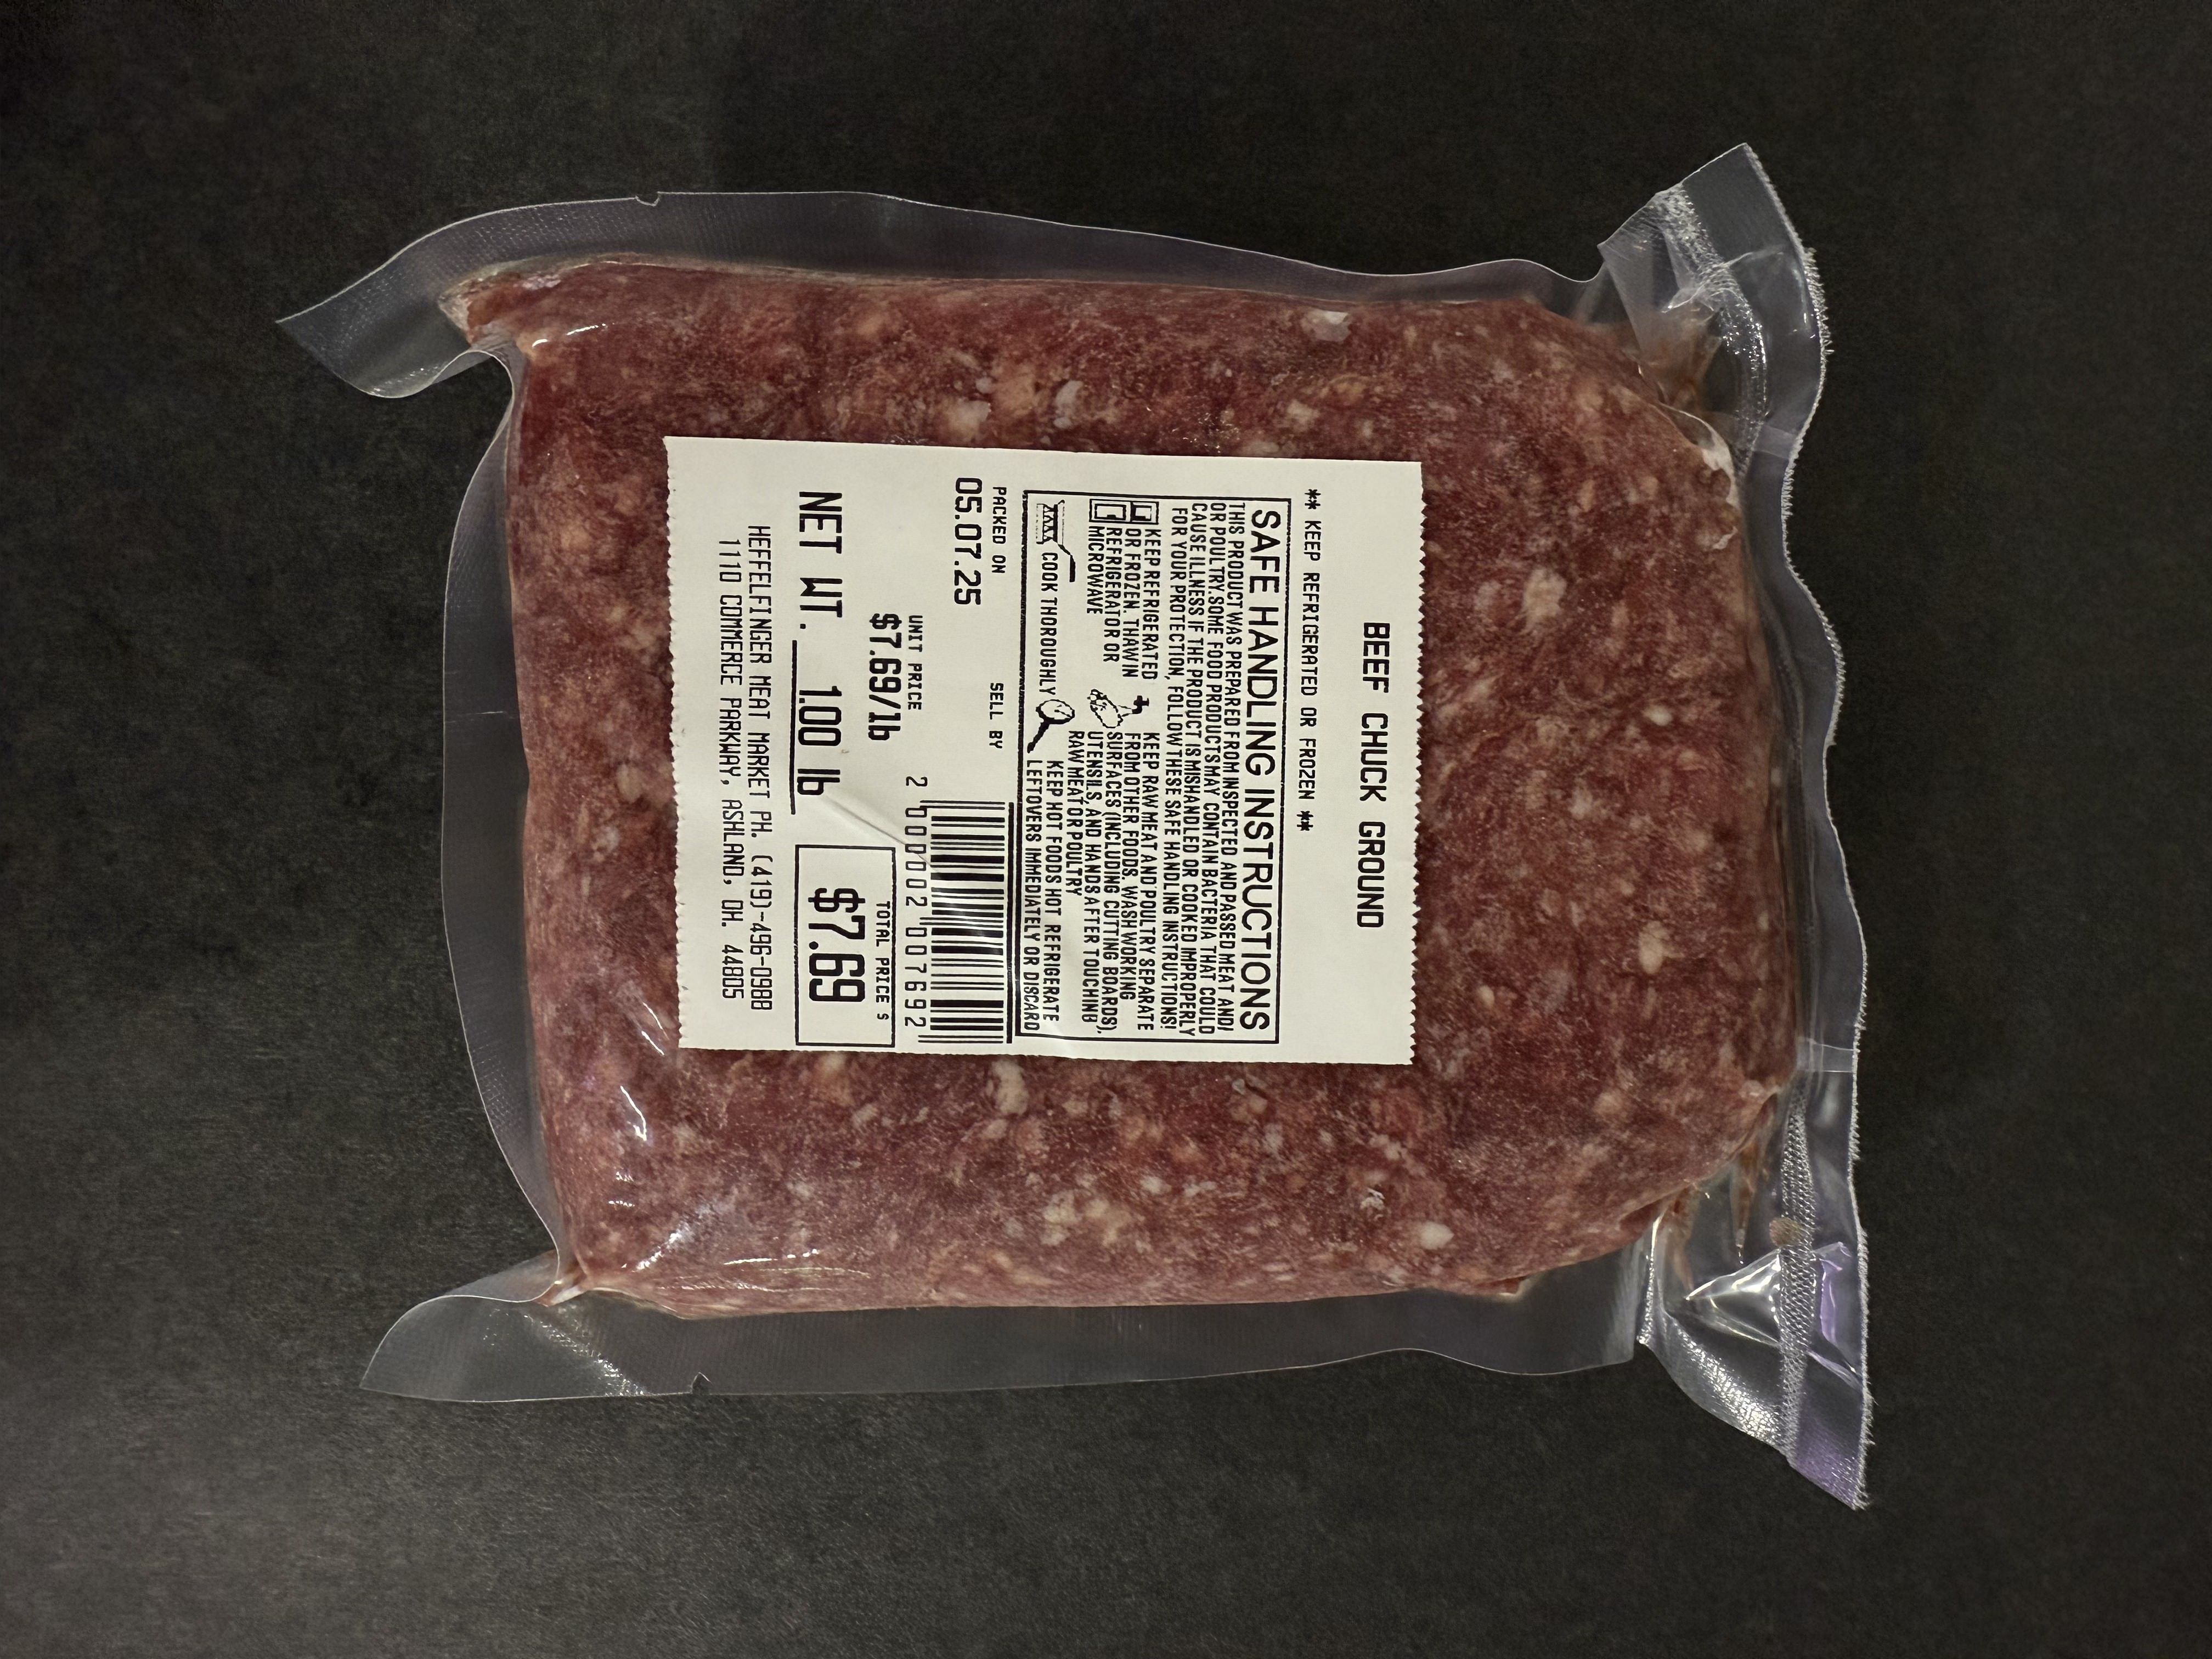 BEEF CHUCK GROUND
** KEEP REFRIGERATED OR FROZEN **
SAFE HANDLING INSTRUCTIONS
THIS PRODUCT WAS PREPARED FROM INSPECTED AND PASSED MEAT AND/
OR POULTRY. SOME FOOD PRODUCTS MAY CONTAIN BACTERIA THAT COULD
CAUSE ILLNESS IF THE PRODUCT IS MISHANDLED OR COOKED IMPROPERLY
FOR YOUR PROTECTION, FOLLOW THESE SAFE HANDLING INSTRUCTIONS!
KEEP REFRIGERATED
OR FROZEN. THAW IN
REFRIGERATOR OR
MICROWAVE
KEEP RAW MEAT AND POULTRY SEPARATE
FROM OTHER FOODS. WASH WORKING
SURFACES (INCLUDING CUTTING BOARDS),
UTENSILS AND HANDS AFTER TOUCHING
RAW MEAT OR POULTRY
COOK THOROUGHLY
KEEP HOT FOODS HOT REFRIGERATE
LEFTOVERS IMMEDIATELY OR DISCARD
PACKED ON
SELL BY
05.07.25
2 000002 007692
UNIT PRICE
$7.69/lb
TOTAL PRICE $
NET WT. 1.00 lb
$7.69
HEFFELFINGER MEAT MARKET PH. (419)-496-0988
1110 COMMERCE PARKWAY, ASHLAND, OH. 44805